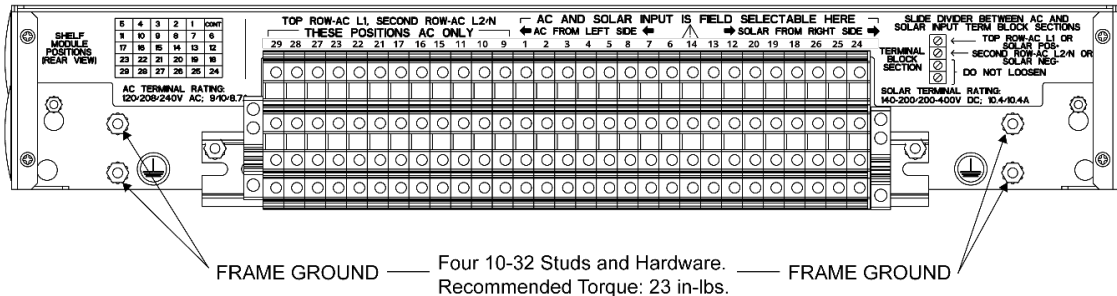 SHELF
MODULE
POSITIONS
(REAR VIEW)
5 4 3 2 1 CONT
11 10 9 8 7 6
17 16 15 14 13 12
23 22 21 20 19 18
29 28 27 26 25 24
AC TERMINAL RATING:
120/208/240V AC; 9/10/8.7
TOP ROW-AC L1, SECOND ROW-AC L2/N
THESE POSITIONS AC ONLY
AC AND SOLAR INPUT IS FIELD SELECTABLE HERE
AC FROM LEFT SIDE
SOLAR FROM RIGHT SIDE
29 28 27 23 22 21 17 16 15 11 10 9 1 2 3 4 5 8 6 7 14 13 12 20 19 18 26 25 24
SLIDE DIVIDER BETWEEN AC AND
SOLAR INPUT TERM BLOCK SECTIONS
TERMINAL
BLOCK
SECTION
TOP ROW-AC L1 OR
SOLAR POS+
SECOND ROW-AC L2/N OR
SOLAR NEG-
DO NOT LOOSEN
SOLAR TERMINAL RATING:
140-200/200-400V DC; 10.4/10.4A
FRAME GROUND
Four 10-32 Studs and Hardware.
Recommended Torque: 23 in-lbs.
FRAME GROUND